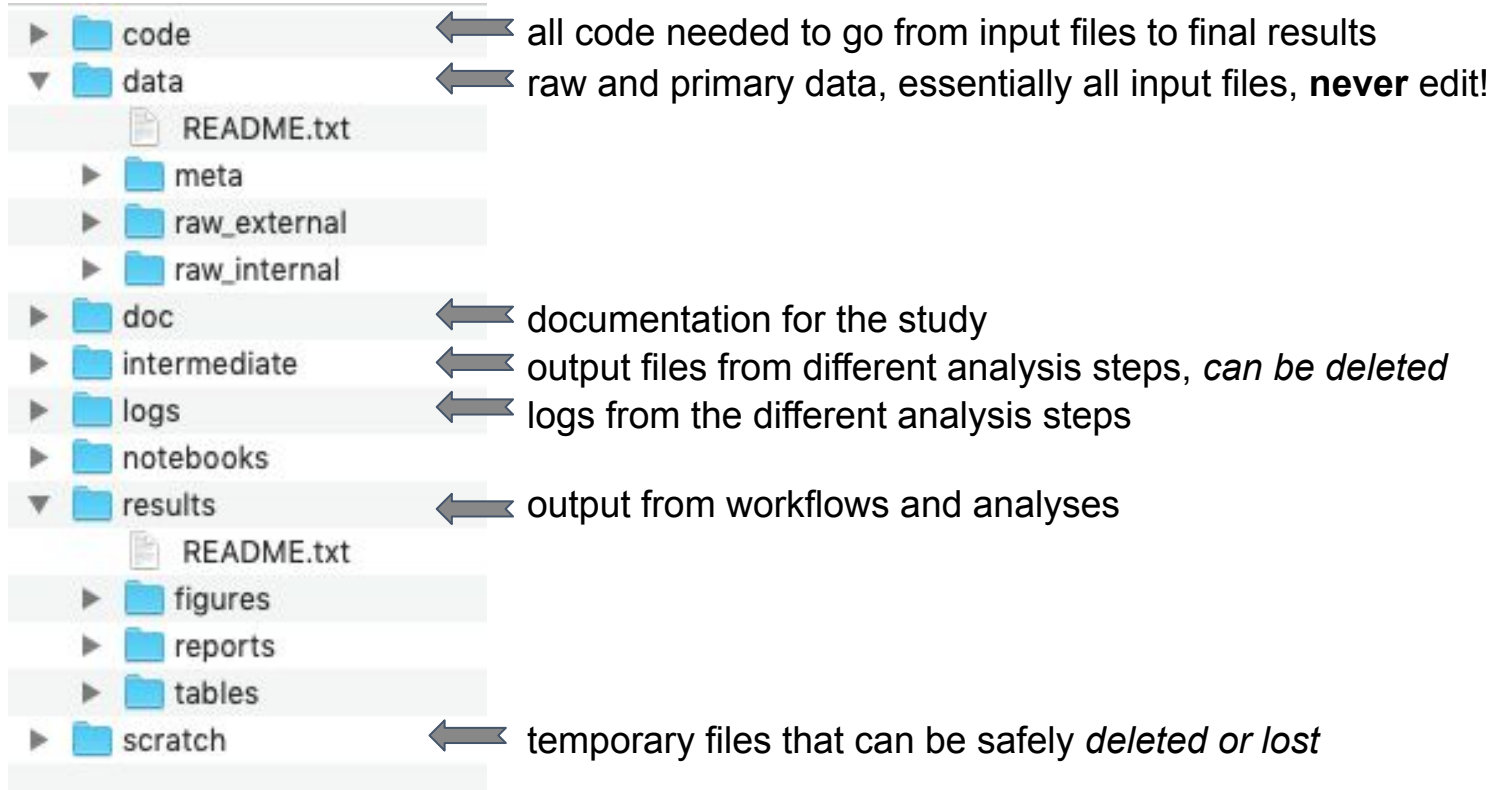 code all code needed to go from input files to final results
data raw and primary data, essentially all input files, never edit!
README.txt
meta
raw_external
raw_internal
doc documentation for the study
intermediate output files from different analysis steps, can be deleted
logs logs from the different analysis steps
notebooks
results output from workflows and analyses
README.txt
figures
reports
tables
scratch temporary files that can be safely deleted or lost